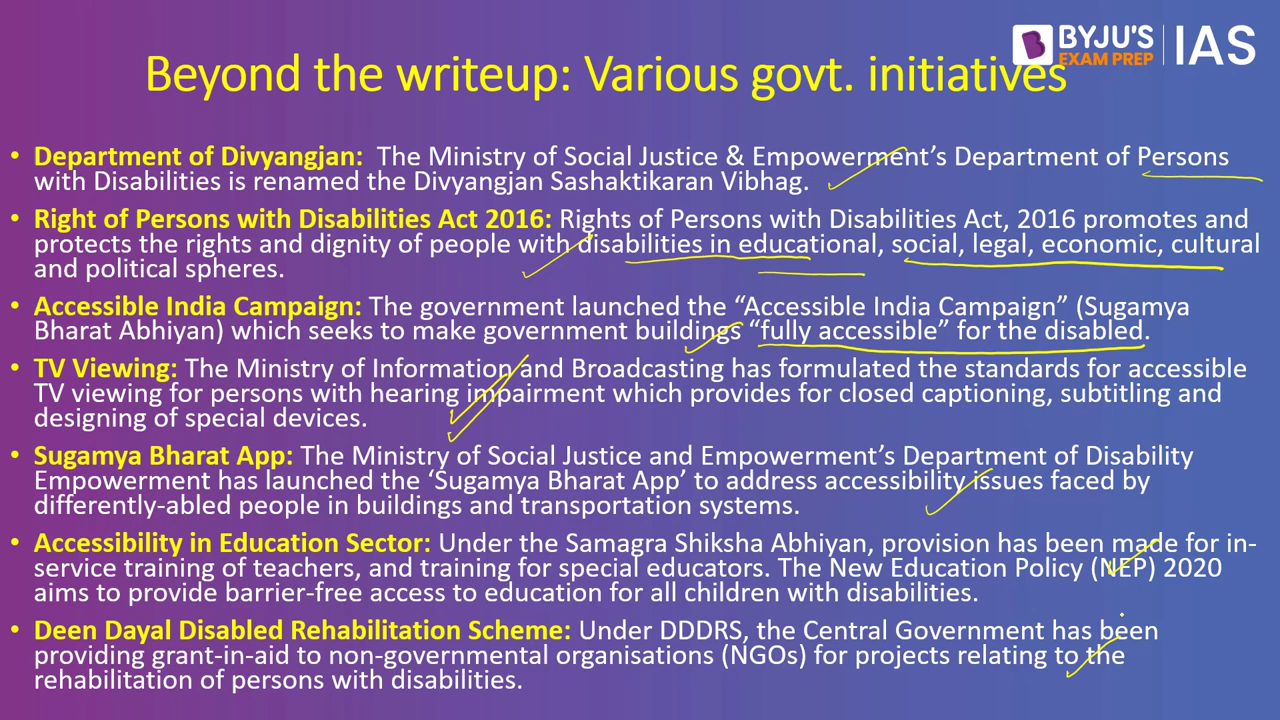 BYJU'S
EXAM PREP
IAS
Beyond the writeup: Various govt. initiatives
• Department of Divyangjan: The Ministry of Social Justice & Empowerment's Department of Persons
with Disabilities is renamed the Divyangjan Sashaktikaran Vibhag.
• Right of Persons with Disabilities Act 2016: Rights of Persons with Disabilities Act, 2016 promotes and
protects the rights and dignity of people with disabilities in educational, social, legal, economic, cultural
and political spheres.
• Accessible India Campaign: The government launched the “Accessible India Campaign” (Sugamya
Bharat Abhiyan) which seeks to make government buildings “fully accessible” for the disabled.
• TV Viewing: The Ministry of Information and Broadcasting has formulated the standards for accessible
TV viewing for persons with hearing impairment which provides for closed captioning, subtitling and
designing of special devices.
• Sugamya Bharat App: The Ministry of Social Justice and Empowerment's Department of Disability
Empowerment has launched the ‘Sugamya Bharat App’ to address accessibility issues faced by
differently-abled people in buildings and transportation systems.
• Accessibility in Education Sector: Under the Samagra Shiksha Abhiyan, provision has been made for in-
service training of teachers, and training for special educators. The New Education Policy (NEP) 2020
aims to provide barrier-free access to education for all children with disabilities.
• Deen Dayal Disabled Rehabilitation Scheme: Under DDDRS, the Central Government has been
providing grant-in-aid to non-governmental organisations (NGOs) for projects relating to the
rehabilitation of persons with disabilities.